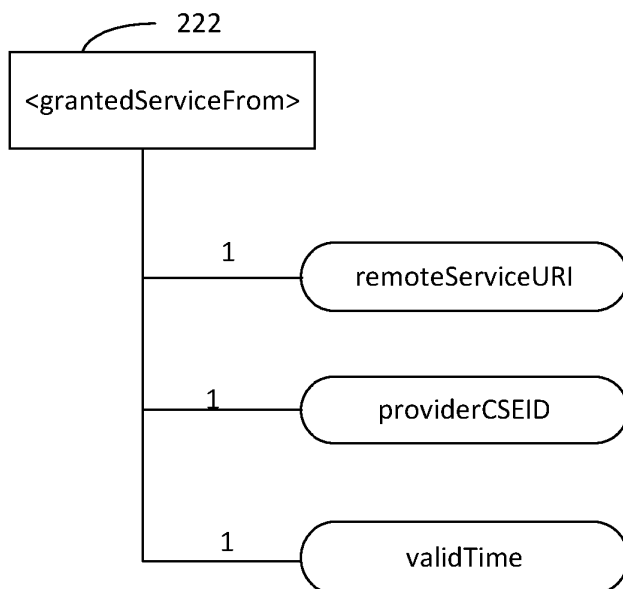 222
<grantedServiceFrom>
1
remoteServiceURI
1
providerCSEID
1
validTime